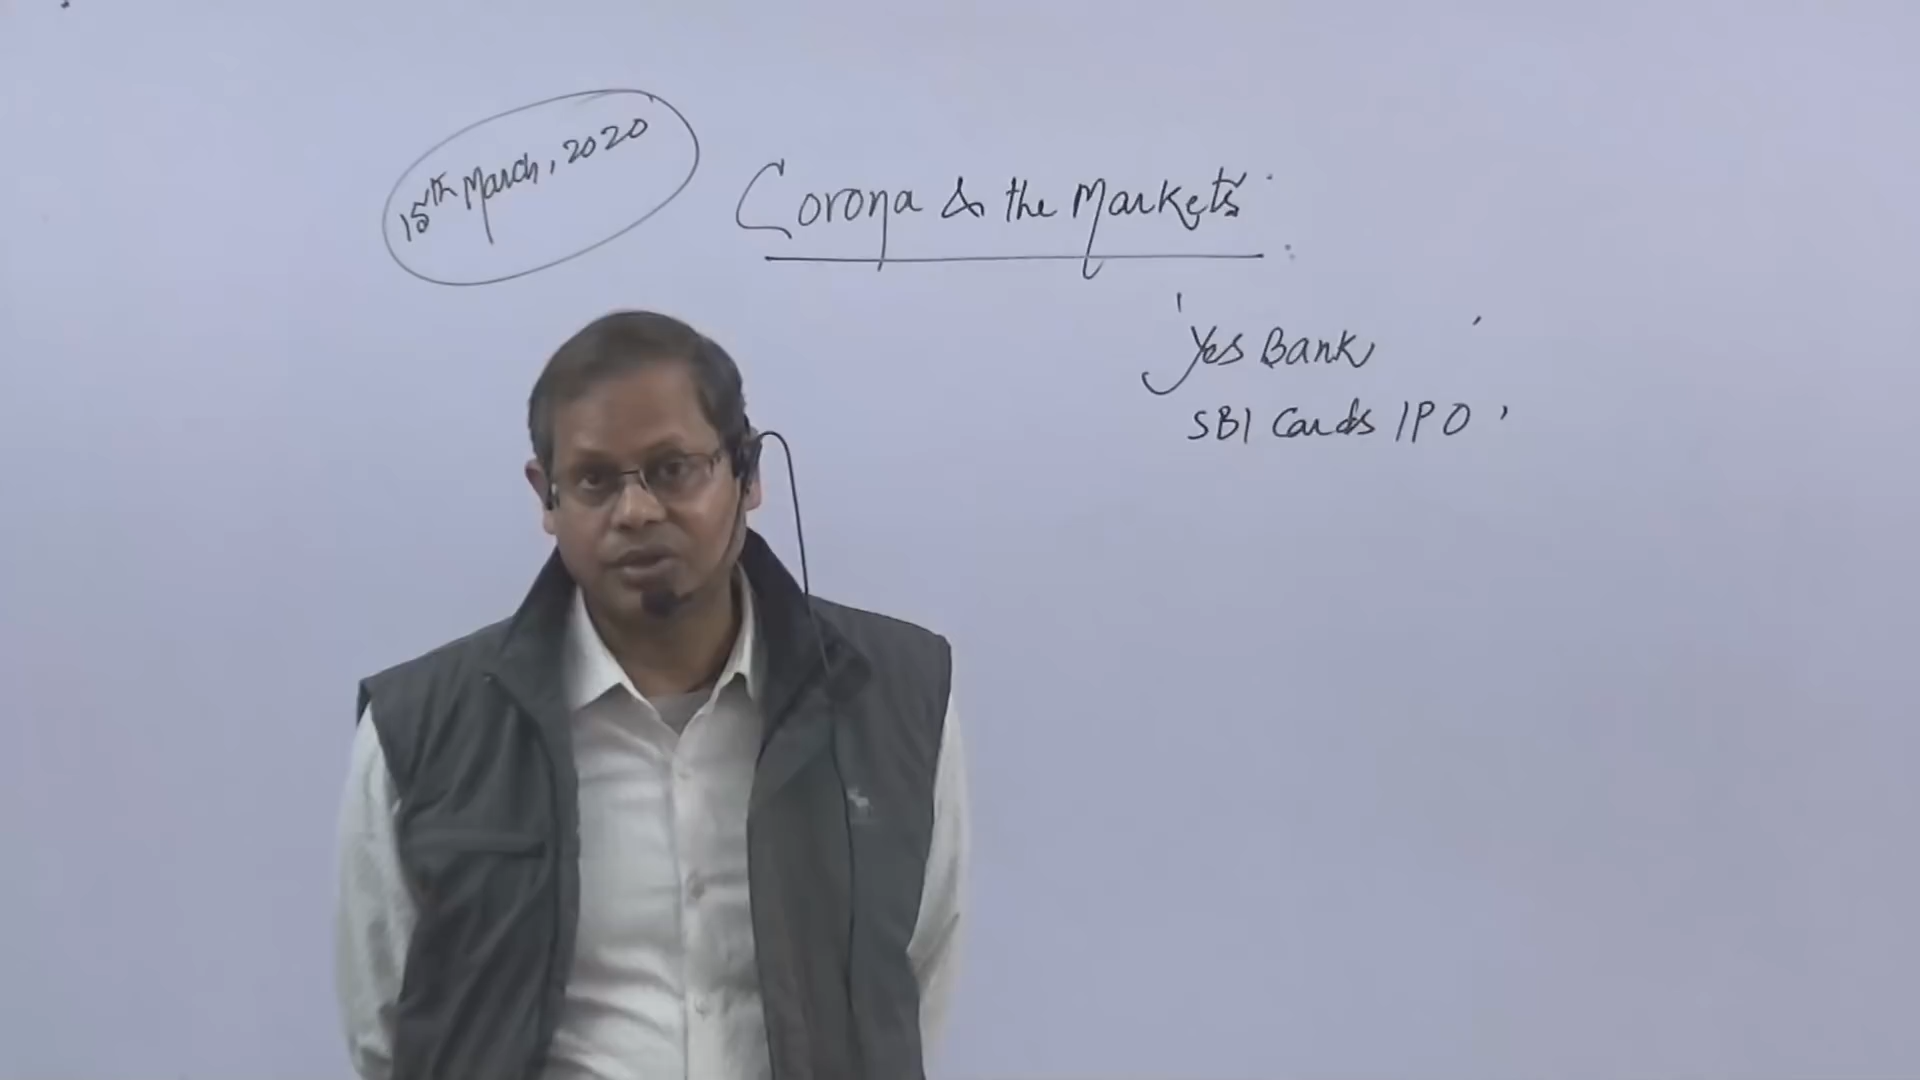 15th March, 2020
Corona & the Markets
Yes Bank
SBI Cards IPO